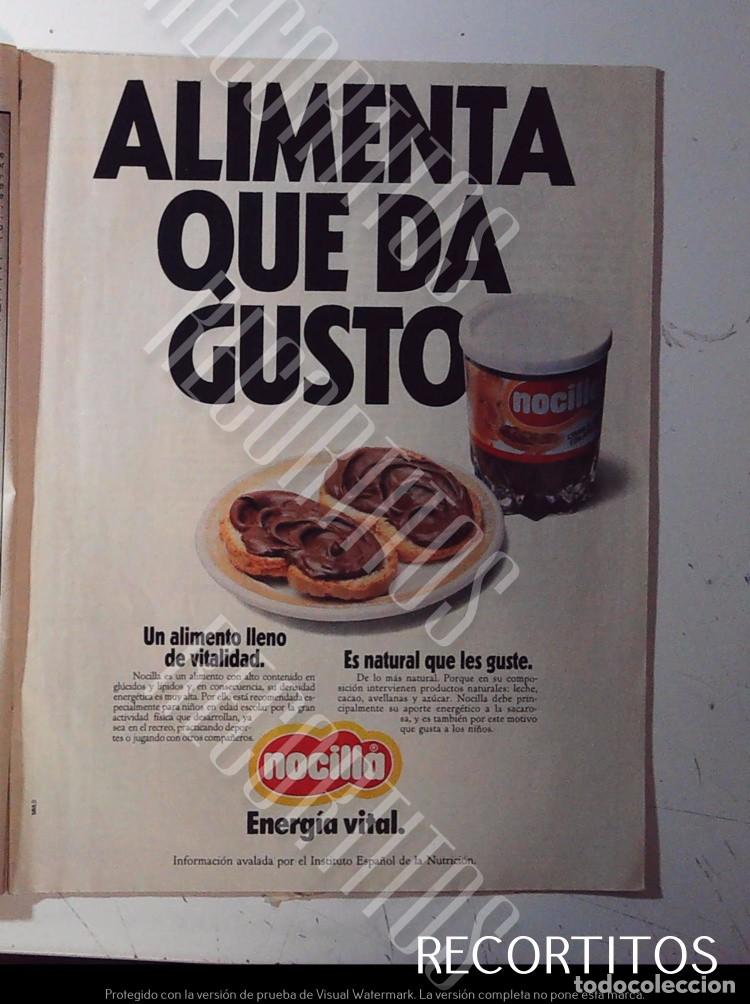 ALIMENTA
QUE DA
GUSTO
nocilla
Un alimento lleno
de vitalidad.
Nocilla es un alimento con alto contenido en
glúcidos y lípidos y, en consecuencia, su densidad
energética es muy alta. Por ello está recomendada es-
pecialmente para niños en edad escolar por la gran
actividad física que desarrollan, ya
sea en el recreo, practicando depor-
tes o jugando con otros compañeros.
Es natural que les guste.
De lo más natural. Porque en su compo-
sición intervienen productos naturales: leche,
cacao, avellanas y azúcar. Nocilla debe prin-
cipalmente su aporte energético a la sacaro-
sa, y es también por este motivo
que gusta a los niños.
nocilla®
Energía vital.
Información avalada por el Instituto Español de la Nutrición.
RECORTITOS
RECORTITOS
RECORTITOS
RECORTITOS
todocoleccion
Protegido con la versión de prueba de Visual Watermark. La versión completa no pone esta marca.